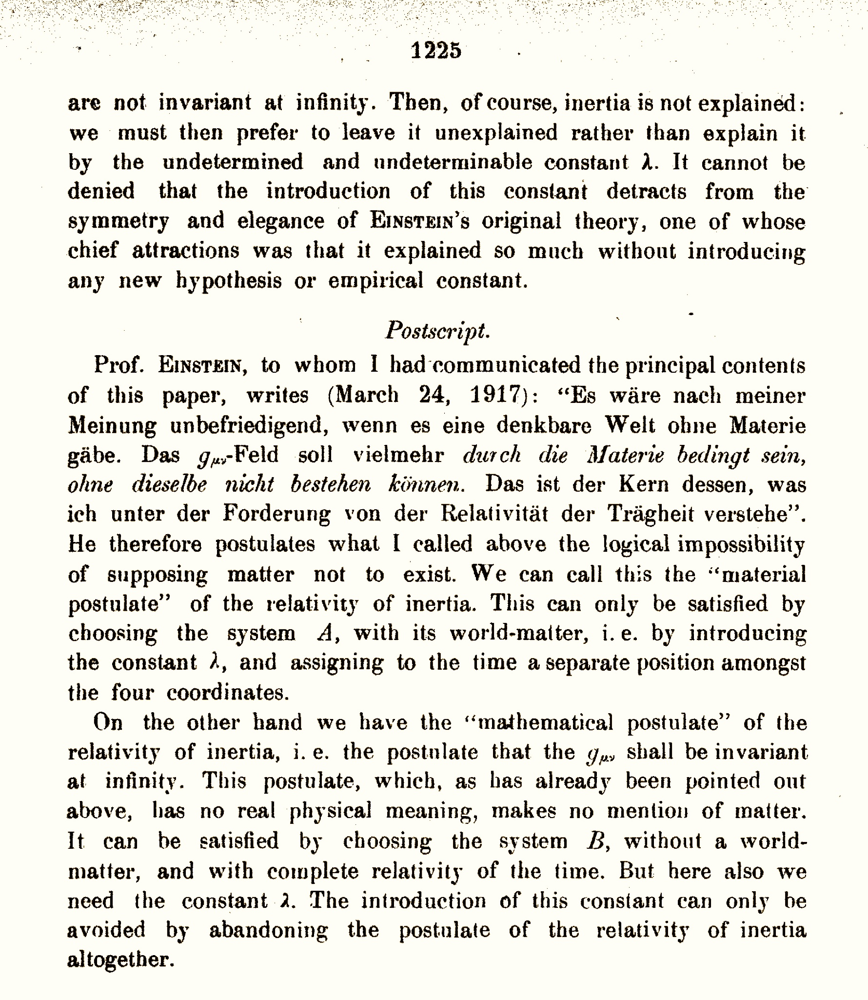 1225
are not invariant at infinity. Then, of course, inertia is not explained:
we must then prefer to leave it unexplained rather than explain it
by the undetermined and undeterminable constant λ. It cannot be
denied that the introduction of this constant detracts from the
symmetry and elegance of EINSTEIN's original theory, one of whose
chief attractions was that it explained so much without introducing
any new hypothesis or empirical constant.
Postscript.
Prof. EINSTEIN, to whom I had communicated the principal contents
of this paper, writes (March 24, 1917): “Es wäre nach meiner
Meinung unbefriedigend, wenn es eine denkbare Welt ohne Materie
gäbe. Das gμν-Feld soll vielmehr durch die Materie bedingt sein,
ohne dieselbe nicht bestehen können. Das ist der Kern dessen, was
ich unter der Forderung von der Relativität der Trägheit verstehe”.
He therefore postulates what I called above the logical impossibility
of supposing matter not to exist. We can call this the “material
postulate” of the relativity of inertia. This can only be satisfied by
choosing the system A, with its world-matter, i. e. by introducing
the constant λ, and assigning to the time a separate position amongst
the four coordinates.
On the other hand we have the “mathematical postulate” of the
relativity of inertia, i. e. the postulate that the gμν shall be invariant
at infinity. This postulate, which, as has already been pointed out
above, has no real physical meaning, makes no mention of matter.
It can be satisfied by choosing the system B, without a world-
matter, and with complete relativity of the time. But here also we
need the constant λ. The introduction of this constant can only be
avoided by abandoning the postulate of the relativity of inertia
altogether.